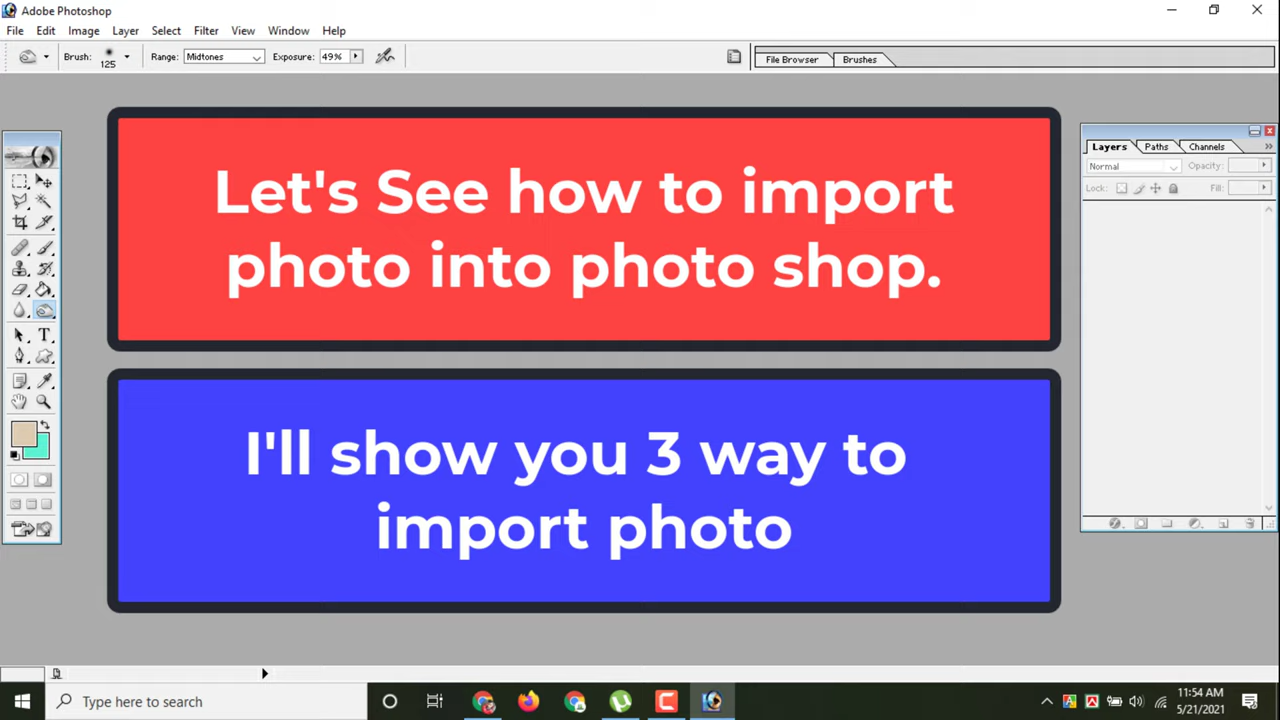 Adobe Photoshop
File Edit Image Layer Select Filter View Window Help
Brush: 125 Range: Midtones Exposure: 49% File Browser Brushes
Let's See how to import
photo into photo shop.
Layers Paths Channels
Normal Opacity:
Lock: Fill:
I'll show you 3 way to
import photo
Type here to search
11:54 AM
5/21/2021